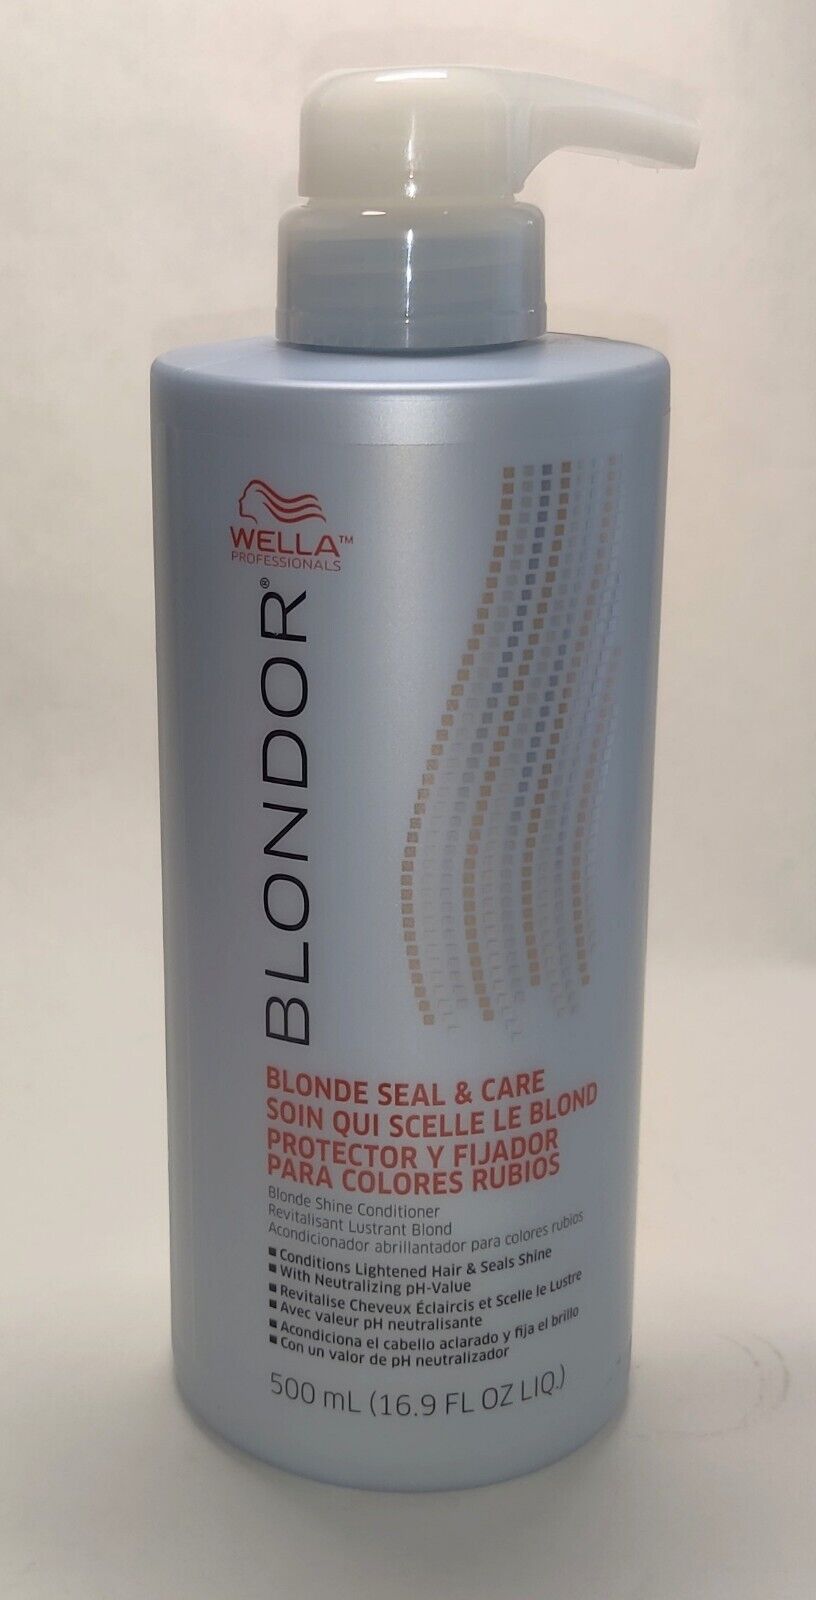 WELLA™
PROFESSIONALS
BLONDOR®
BLONDE SEAL & CARE
SOIN QUI SCELLE LE BLOND
PROTECTOR Y FIJADOR
PARA COLORES RUBIOS
Blonde Shine Conditioner
Revitalisant Lustrant Blond
Acondicionador abrillantador para colores rubios
■ Conditions Lightened Hair & Seals Shine
■ With Neutralizing pH-Value
■ Revitalise Cheveux Éclaircis et Scelle le Lustre
■ Avec valeur pH neutralisante
■ Acondiciona el cabello aclarado y fija el brillo
■ Con un valor de pH neutralizador
500 mL (16.9 FL OZ LIQ.)